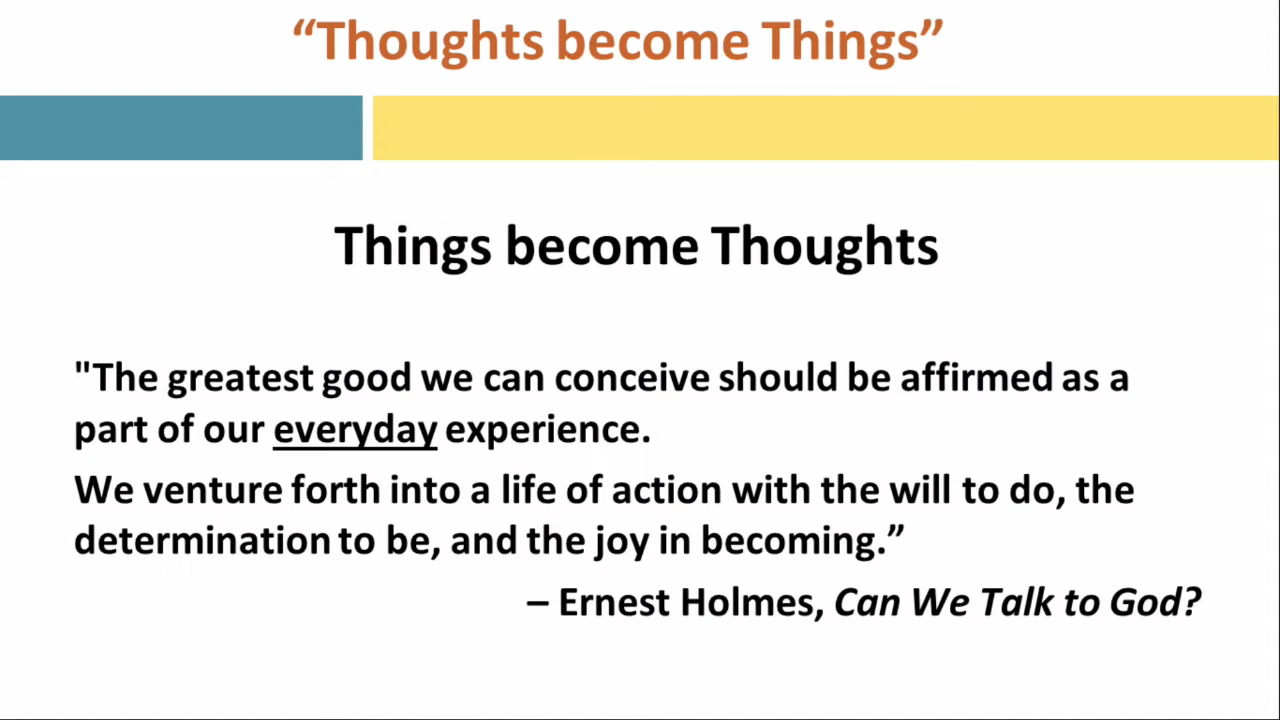 “Thoughts become Things”
Things become Thoughts
"The greatest good we can conceive should be affirmed as a
part of our everyday experience.
We venture forth into a life of action with the will to do, the
determination to be, and the joy in becoming.”
– Ernest Holmes, Can We Talk to God?